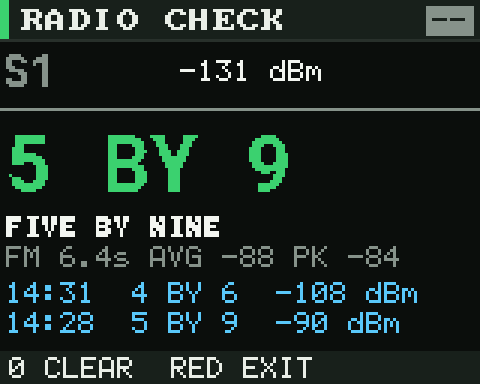 RADIO CHECK --
S1 -131 dBm
5 BY 9
FIVE BY NINE
FM 6.4s AVG -88 PK -84
14:31 4 BY 6 -108 dBm
14:28 5 BY 9 -90 dBm
0 CLEAR RED EXIT